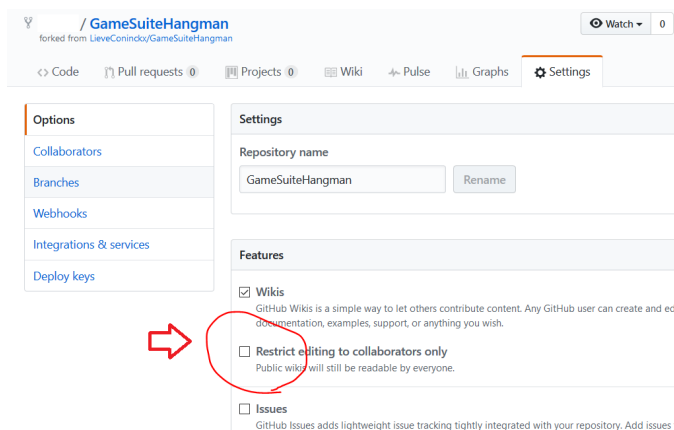 / GameSuiteHangman
Watch
0
forked from LieveConinckx/GameSuiteHangman
<> Code
Pull requests 0
Projects 0
Wiki
Pulse
Graphs
Settings
Options
Collaborators
Branches
Webhooks
Integrations & services
Deploy keys
Settings
Repository name
GameSuiteHangman
Rename
Features
Wikis
GitHub Wikis is a simple way to let others contribute content. Any GitHub user can create and ed
documentation, examples, support, or anything you wish.
Restrict editing to collaborators only
Public wikis will still be readable by everyone.
Issues
GitHub Issues adds lightweight issue tracking tightly integrated with your repository. Add issues